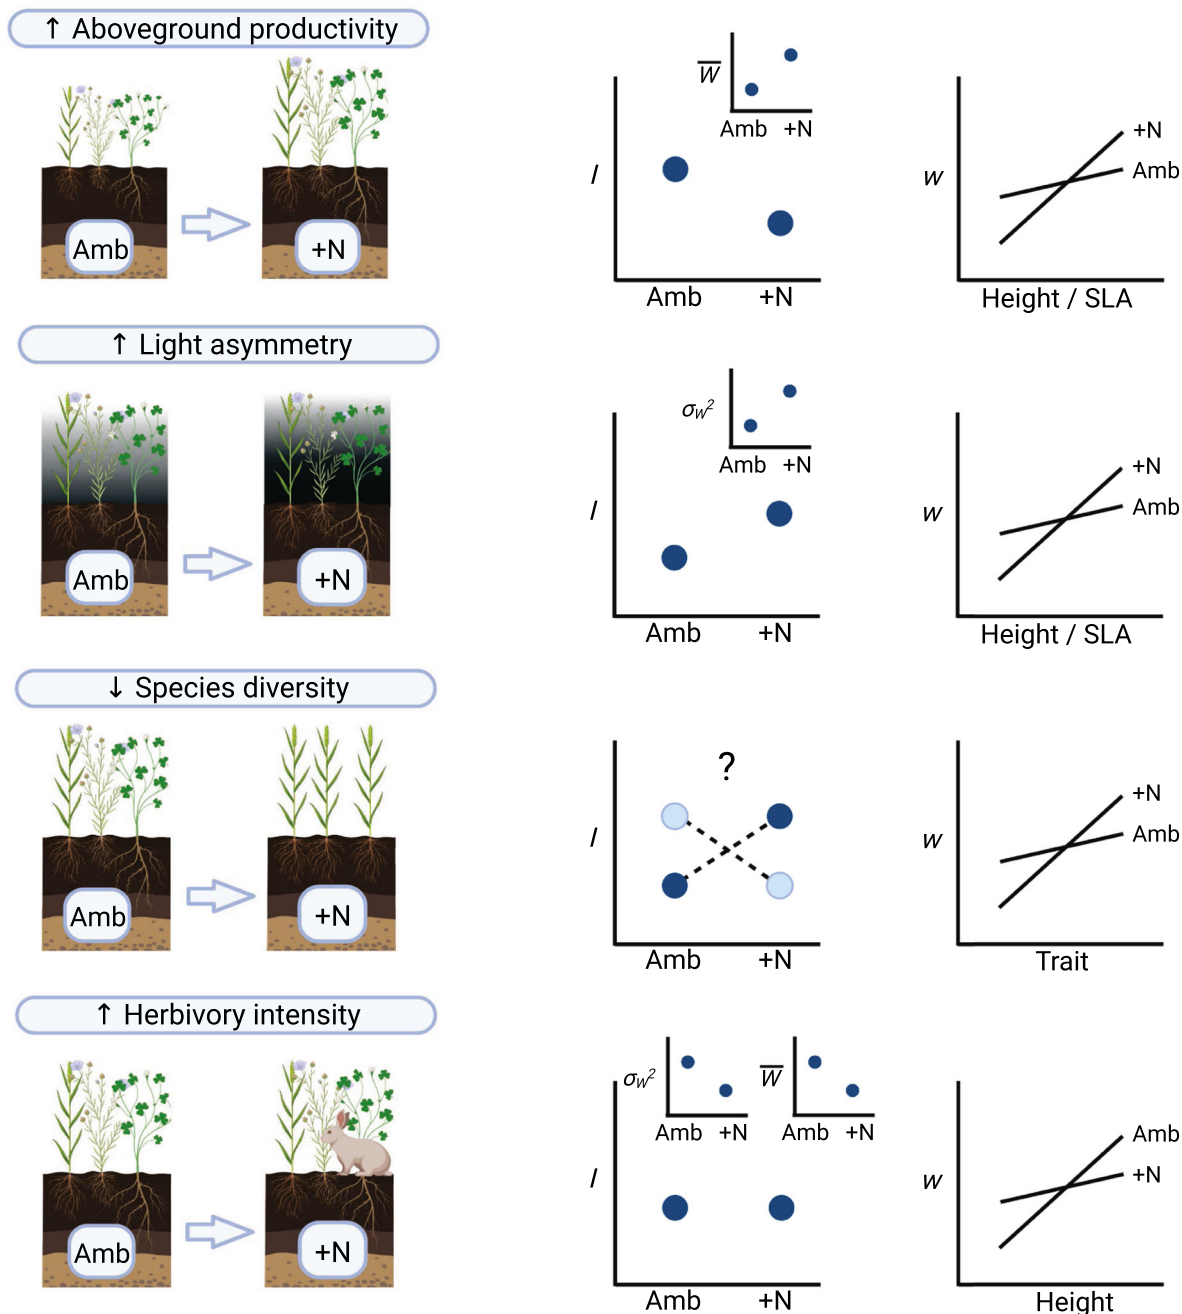 ↑ Aboveground productivity
Amb
+N
W̅
Amb +N
I
Amb +N
w
+N
Amb
Height / SLA
↑ Light asymmetry
Amb
+N
σW²
Amb +N
I
Amb +N
w
+N
Amb
Height / SLA
↓ Species diversity
Amb
+N
?
I
Amb +N
w
+N
Amb
Trait
↑ Herbivory intensity
Amb
+N
σW²
Amb +N
W̅
Amb +N
I
Amb +N
w
Amb
+N
Height